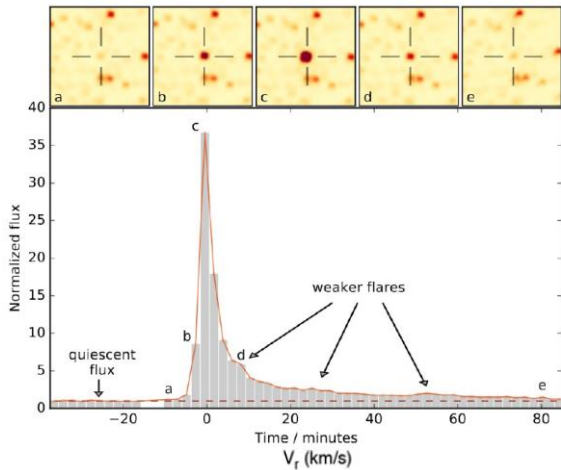 a b c d e
40
35
30
25
20
15
10
5
0
Normalized flux
c
b
d
a
e
quiescent
flux
weaker flares
−20 0 20 40 60 80
Time / minutes
V_r (km/s)